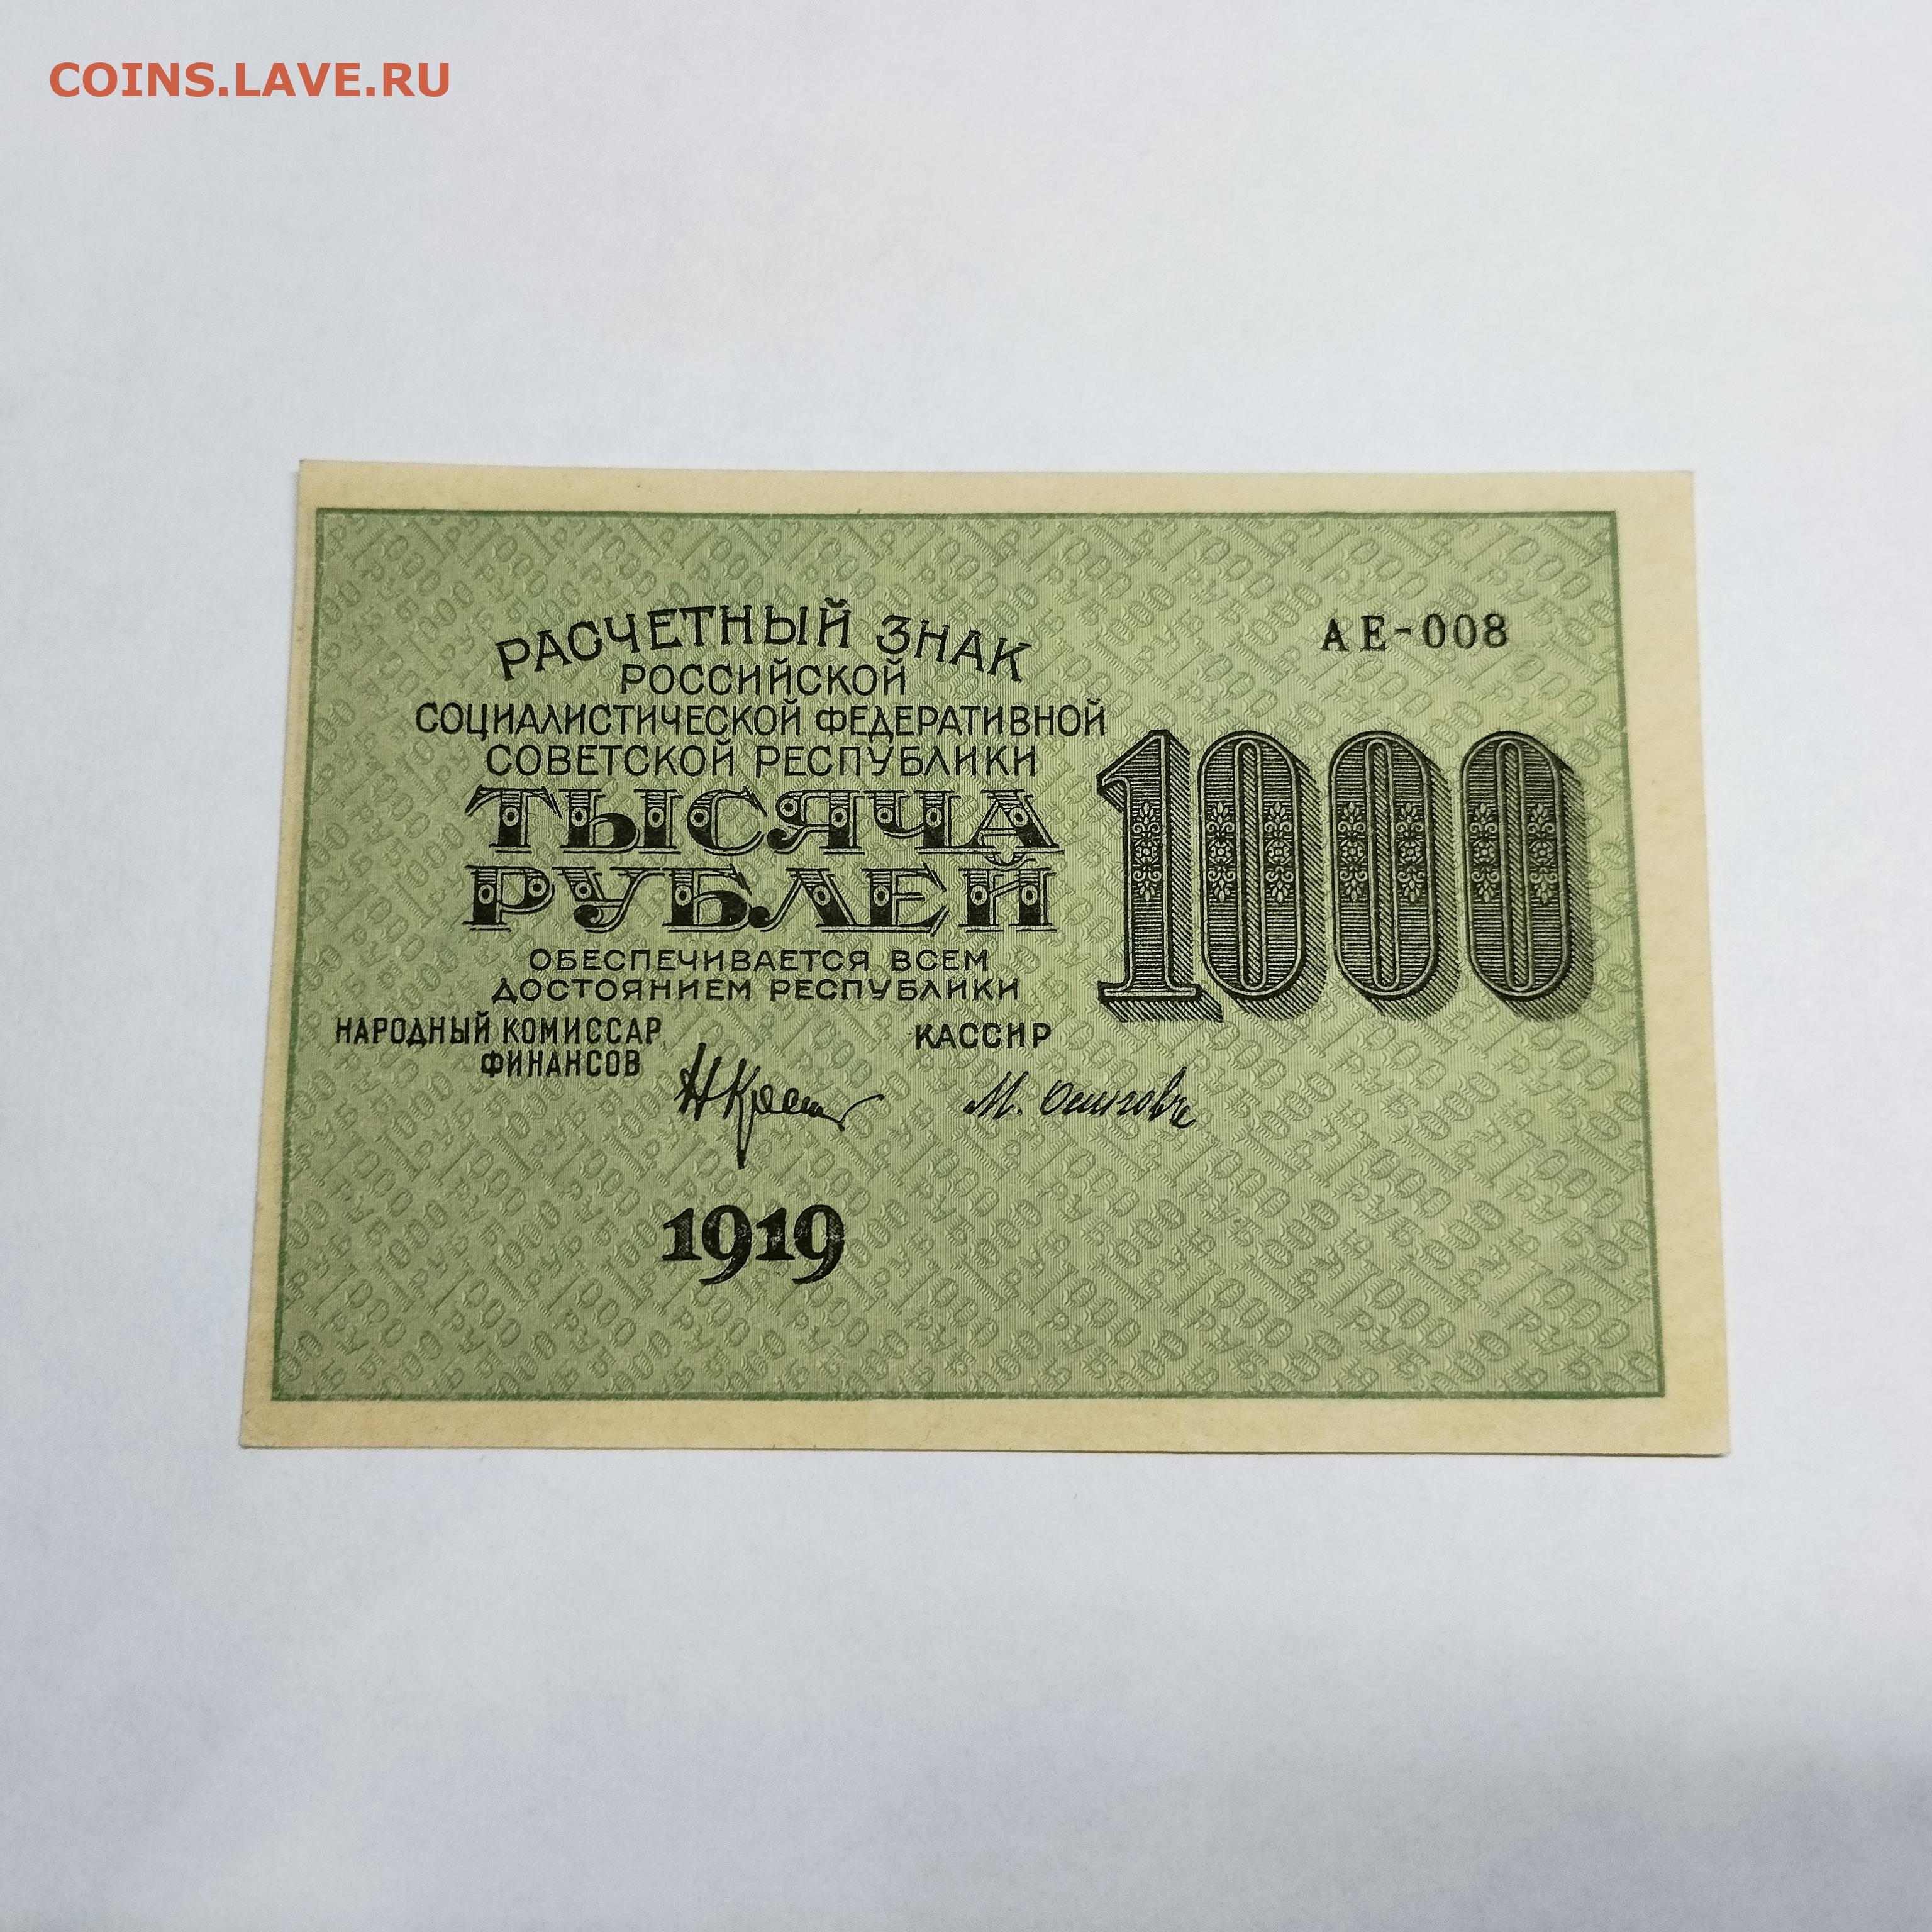 COINS.LAVE.RU
РАСЧЕТНЫЙ ЗНАК
АЕ-008
РОССИЙСКОЙ
СОЦИАЛИСТИЧЕСКОЙ ФЕДЕРАТИВНОЙ
СОВЕТСКОЙ РЕСПУБЛИКИ
ТЫСЯЧА
РУБЛЕЙ
1000
ОБЕСПЕЧИВАЕТСЯ ВСЕМ
ДОСТОЯНИЕМ РЕСПУБЛИКИ
НАРОДНЫЙ КОМИССАР
ФИНАНСОВ
КАССИР
1919